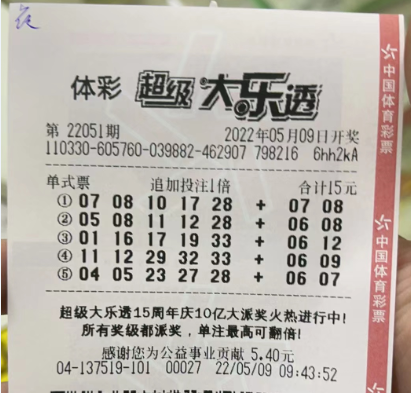 花
体彩 超级大乐透
第 22051期 2022年05月09日开奖
110330-605760-039882-462907 798216 6hh2kA
单式票 追加投注1倍 合计15元
① 07 08 10 17 28 + 07 08
② 05 08 11 12 28 + 06 08
③ 01 16 17 19 33 + 06 12
④ 11 12 29 32 33 + 06 09
⑤ 04 05 23 27 28 + 06 07
超级大乐透15周年庆10亿大派奖火热进行中!
所有奖级都派奖，单注最高可翻倍!
感谢您为公益事业贡献 5.40元
04-137519-101 00027 22/05/09 09:43:52
中国体育彩票
中国体育彩票